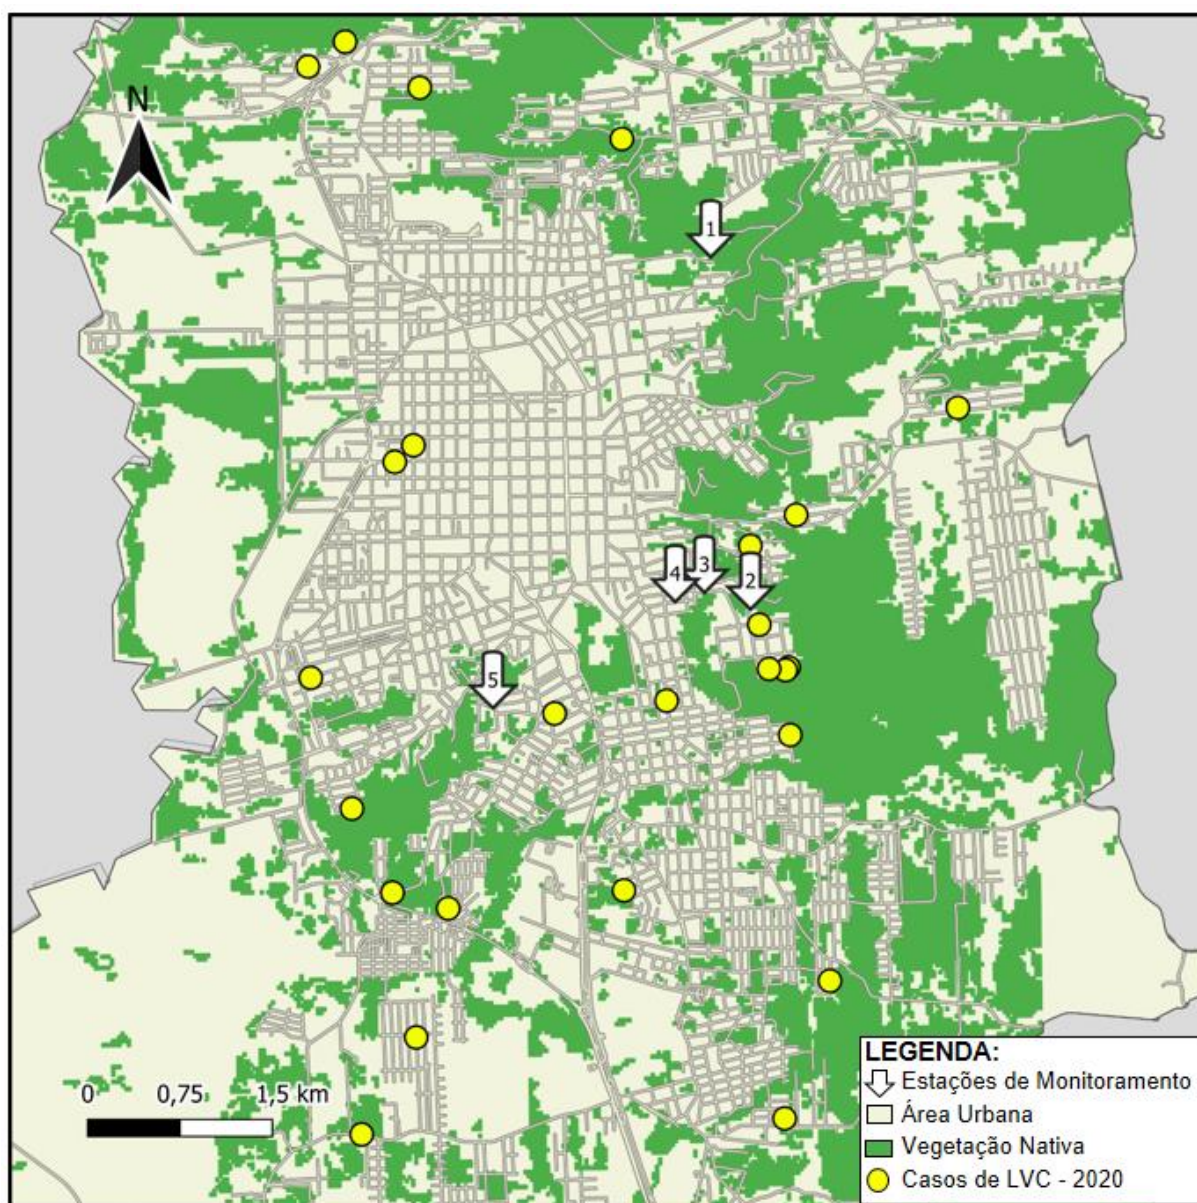 N
1
3
4
2
5
0 0,75 1,5 km
LEGENDA:
Estações de Monitoramento
Área Urbana
Vegetação Nativa
Casos de LVC - 2020